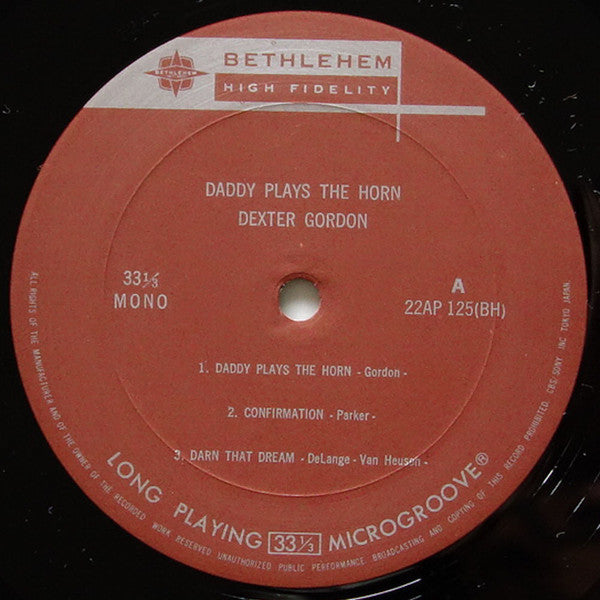 BETHLEHEM
BETHLEHEM
HIGH FIDELITY
DADDY PLAYS THE HORN
DEXTER GORDON
33⅓
MONO
A
22AP 125(BH)
1. DADDY PLAYS THE HORN - Gordon -
2. CONFIRMATION - Parker -
3. DARN THAT DREAM - DeLange - Van Heusen -
LONG PLAYING 33⅓ MICROGROOVE®
ALL RIGHTS OF THE MANUFACTURER AND OF THE OWNER OF THE RECORDED WORK RESERVED UNAUTHORIZED PUBLIC PERFORMANCE BROADCASTING AND COPYING OF THIS RECORD PROHIBITED CBS/SONY INC TOKYO JAPAN